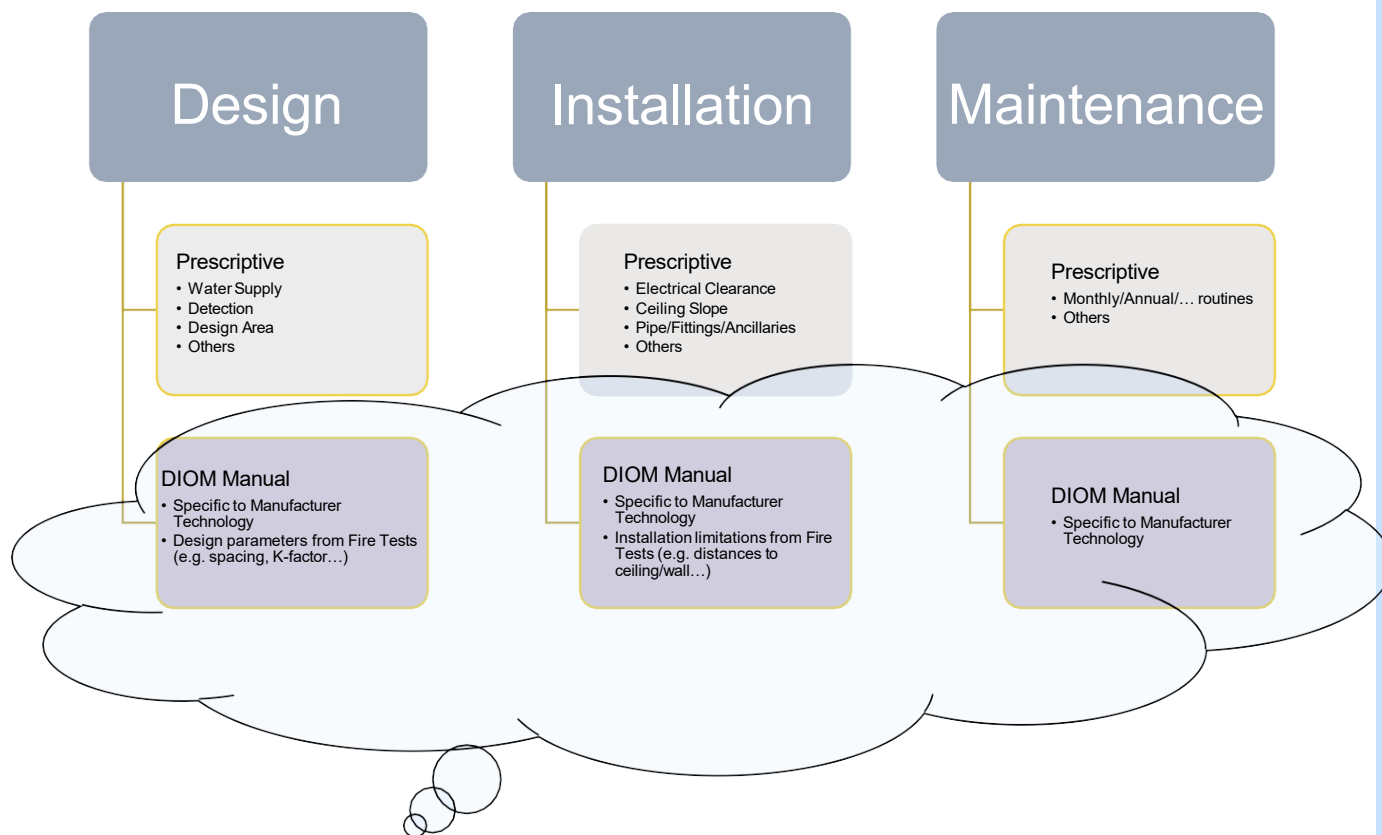 Design
Prescriptive
• Water Supply
• Detection
• Design Area
• Others
DIOM Manual
• Specific to Manufacturer
Technology
• Design parameters from Fire Tests
(e.g. spacing, K-factor…)
Installation
Prescriptive
• Electrical Clearance
• Ceiling Slope
• Pipe/Fittings/Ancillaries
• Others
DIOM Manual
• Specific to Manufacturer
Technology
• Installation limitations from Fire
Tests (e.g. distances to
ceiling/wall…)
Maintenance
Prescriptive
• Monthly/Annual/… routines
• Others
DIOM Manual
• Specific to Manufacturer
Technology